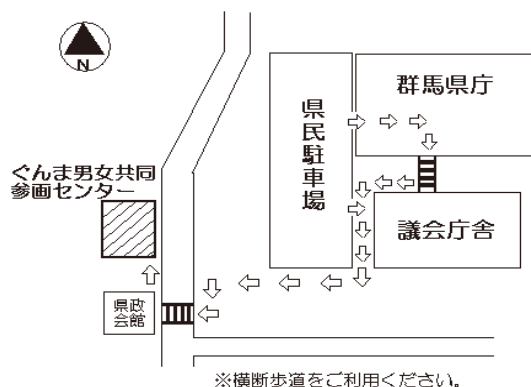 N
群馬県庁
県民駐車場
ぐんま男女共同
参画センター
議会庁舎
県政
会館
※横断歩道をご利用ください。